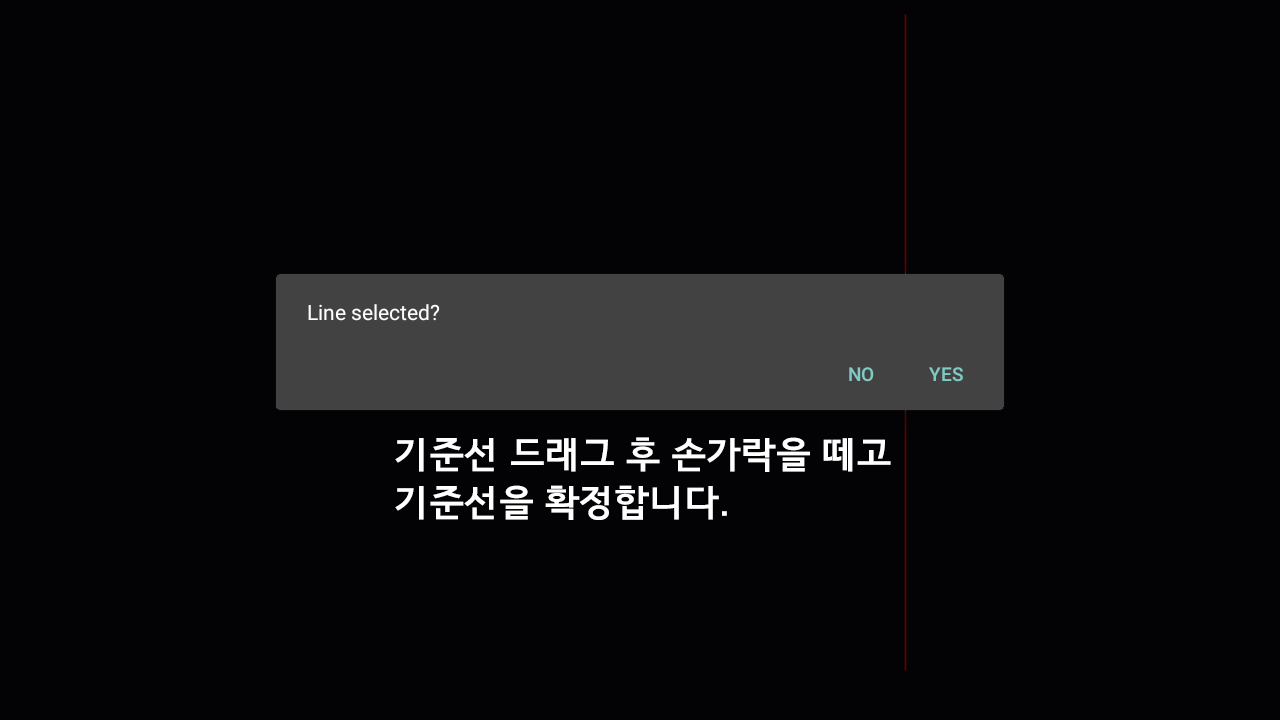 Line selected?
NO YES
기준선 드래그 후 손가락을 떼고
기준선을 확정합니다.